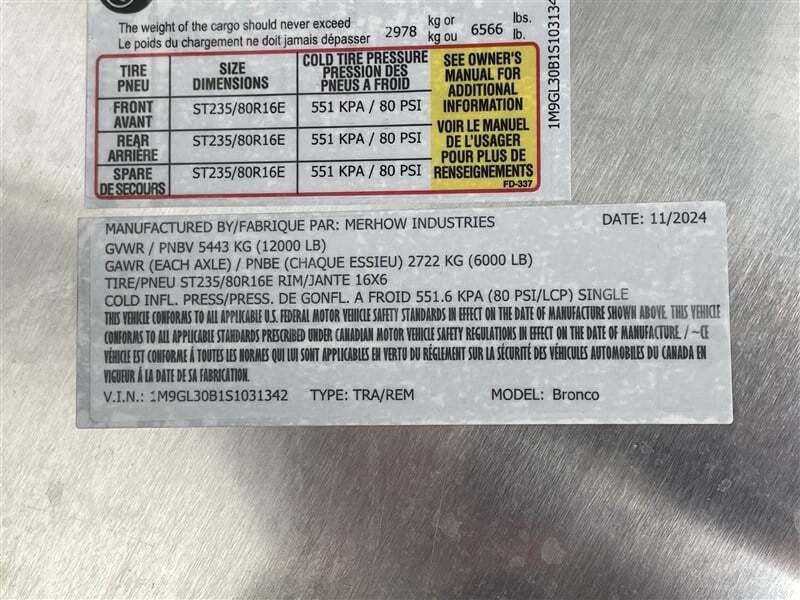 The weight of the cargo should never exceed
Le poids du chargement ne doit jamais dépasser
2978
kg or
kg ou
6566
lbs.
lb.
TIRE
PNEU
SIZE
DIMENSIONS
COLD TIRE PRESSURE
PRESSION DES
PNEUS A FROID
FRONT
AVANT
ST235/80R16E
551 KPA / 80 PSI
REAR
ARRIÈRE
ST235/80R16E
551 KPA / 80 PSI
SPARE
DE SECOURS
ST235/80R16E
551 KPA / 80 PSI
SEE OWNER'S
MANUAL FOR
ADDITIONAL
INFORMATION
VOIR LE MANUEL
DE L'USAGER
POUR PLUS DE
RENSEIGNEMENTS
FD-337
MANUFACTURED BY/FABRIQUE PAR: MERHOW INDUSTRIES DATE: 11/2024
GVWR / PNBV 5443 KG (12000 LB)
GAWR (EACH AXLE) / PNBE (CHAQUE ESSIEU) 2722 KG (6000 LB)
TIRE/PNEU ST235/80R16E RIM/JANTE 16X6
COLD INFL. PRESS/PRESS. DE GONFL. A FROID 551.6 KPA (80 PSI/LCP) SINGLE
THIS VEHICLE CONFORMS TO ALL APPLICABLE U.S. FEDERAL MOTOR VEHICLE SAFETY STANDARDS IN EFFECT ON THE DATE OF MANUFACTURE SHOWN ABOVE. THIS VEHICLE
CONFORMS TO ALL APPLICABLE STANDARDS PRESCRIBED UNDER CANADIAN MOTOR VEHICLE SAFETY REGULATIONS IN EFFECT ON THE DATE OF MANUFACTURE. / ~CE
VÉHICLE EST CONFORME Á TOUTES LES NORMES QUI LUI SONT APPLICABLES EN VERTU DU RÉGLEMENT SUR LA SÉCURITÉ DES VÉHICULES AUTOMOBILES DU CANADA EN
VIGUEUR Á LA DATE DE SA FABRICATION.
V.I.N.: 1M9GL30B1S1031342 TYPE: TRA/REM MODEL: Bronco